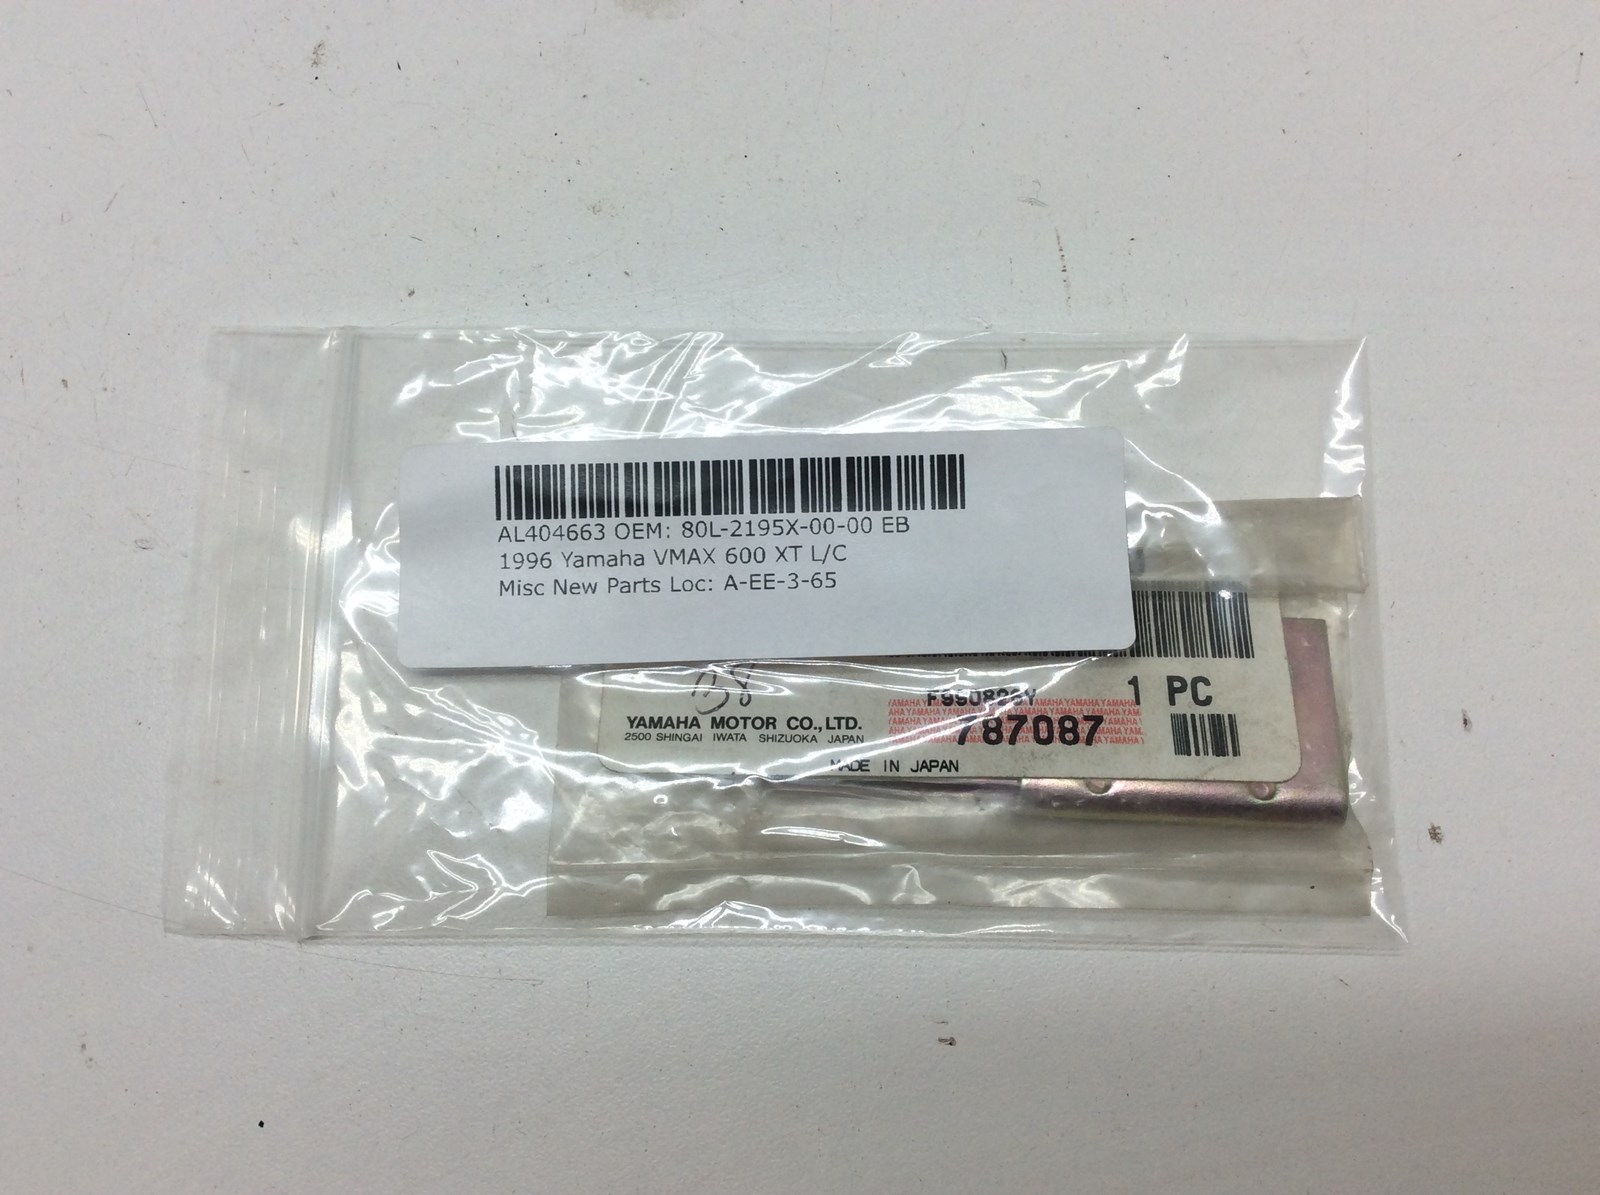 AL404663 OEM: 80L-2195X-00-00 EB
1996 Yamaha VMAX 600 XT L/C
Misc New Parts Loc: A-EE-3-65
38
1 PC
YAMAHA MOTOR CO., LTD.
787087
2500 SHINGAI IWATA SHIZUOKA JAPAN
MADE IN JAPAN